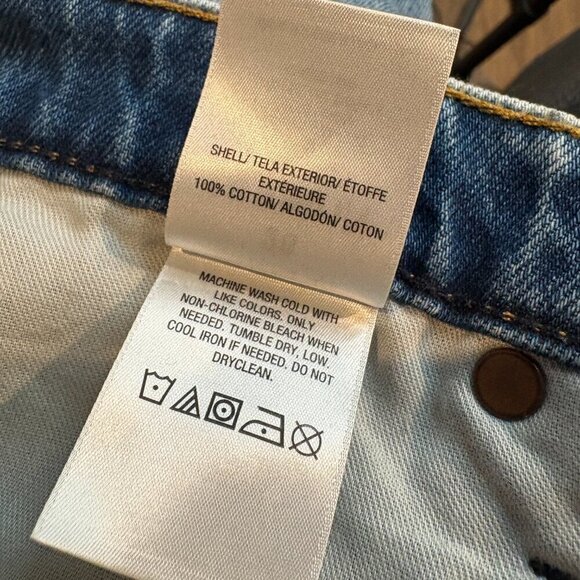 SHELL/ TELA EXTERIOR/ ÉTOFFE
EXTÉRIEURE
100% COTTON/ ALGODÓN/ COTON
MACHINE WASH COLD WITH
LIKE COLORS. ONLY
NON-CHLORINE BLEACH WHEN
NEEDED. TUMBLE DRY, LOW.
COOL IRON IF NEEDED. DO NOT
DRYCLEAN.